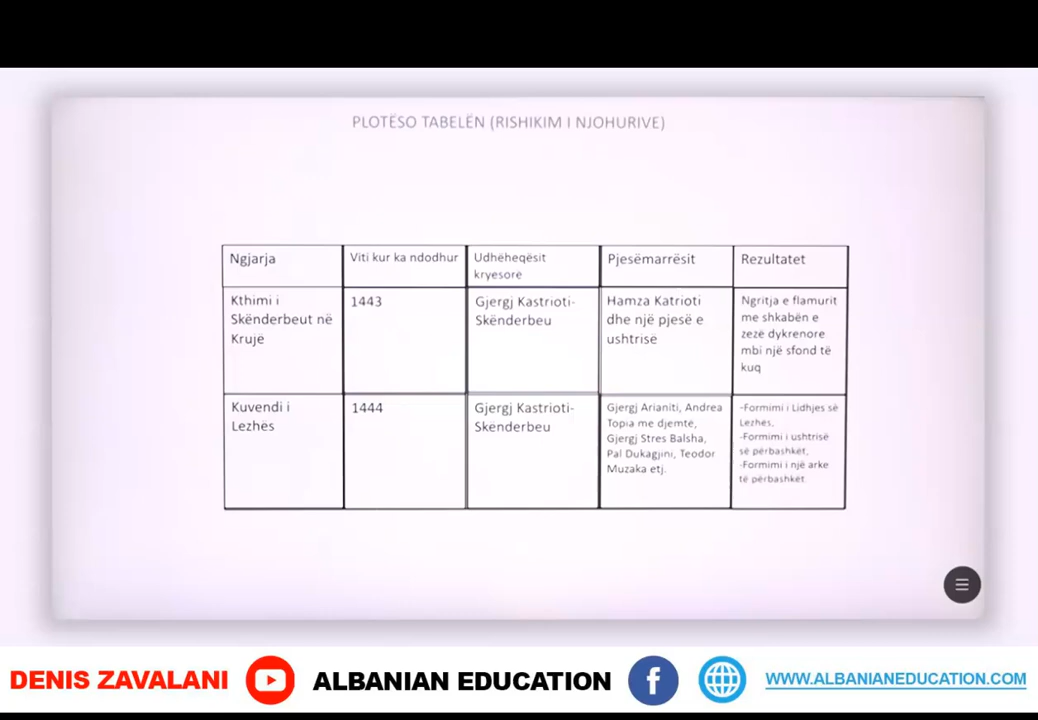 PLOTËSO TABELËN (RISHIKIM I NJOHURIVE)
Ngjarja
Viti kur ka ndodhur
Udhëheqësit
kryesorë
Pjesëmarrësit
Rezultatet
Kthimi i
Skënderbeut në
Krujë
1443
Gjergj Kastrioti-
Skënderbeu
Hamza Katrioti
dhe një pjesë e
ushtrisë
Ngritja e flamurit
me shkabën e
zezë dykrenore
mbi një sfond të
kuq
Kuvendi i
Lezhës
1444
Gjergj Kastrioti-
Skënderbeu
Gjergj Arianiti, Andrea
Topia me djemtë,
Gjergj Stres Balsha,
Pal Dukagjini, Teodor
Muzaka etj.
-Formimi i Lidhjes së
Lezhës,
-Formimi i ushtrisë
së përbashkët,
-Formimi i një arke
të përbashkët
DENIS ZAVALANI
ALBANIAN EDUCATION
f
WWW.ALBANIANEDUCATION.COM